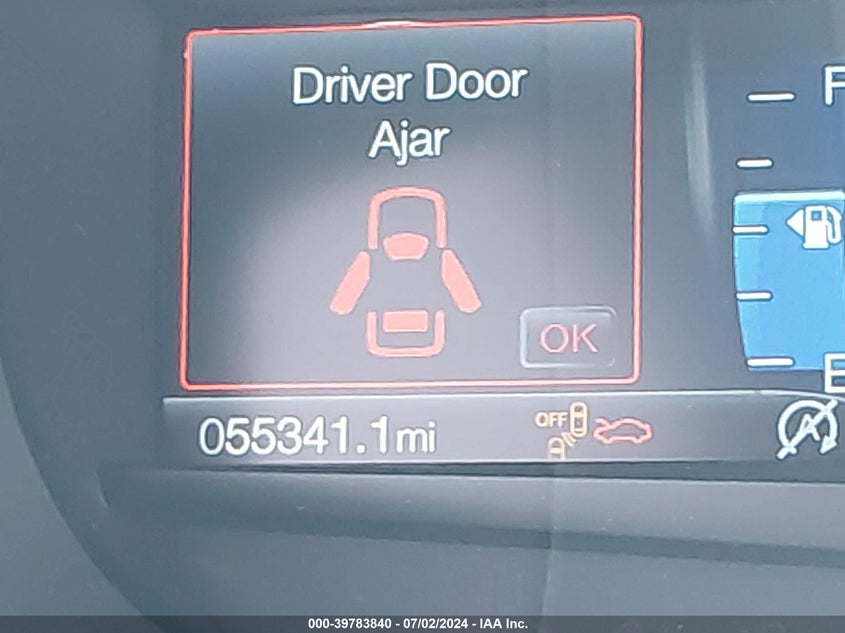 Driver Door
Ajar
OK
F
E
055341.1mi
OFF
A
000-39783840 - 07/02/2024 - IAA Inc.